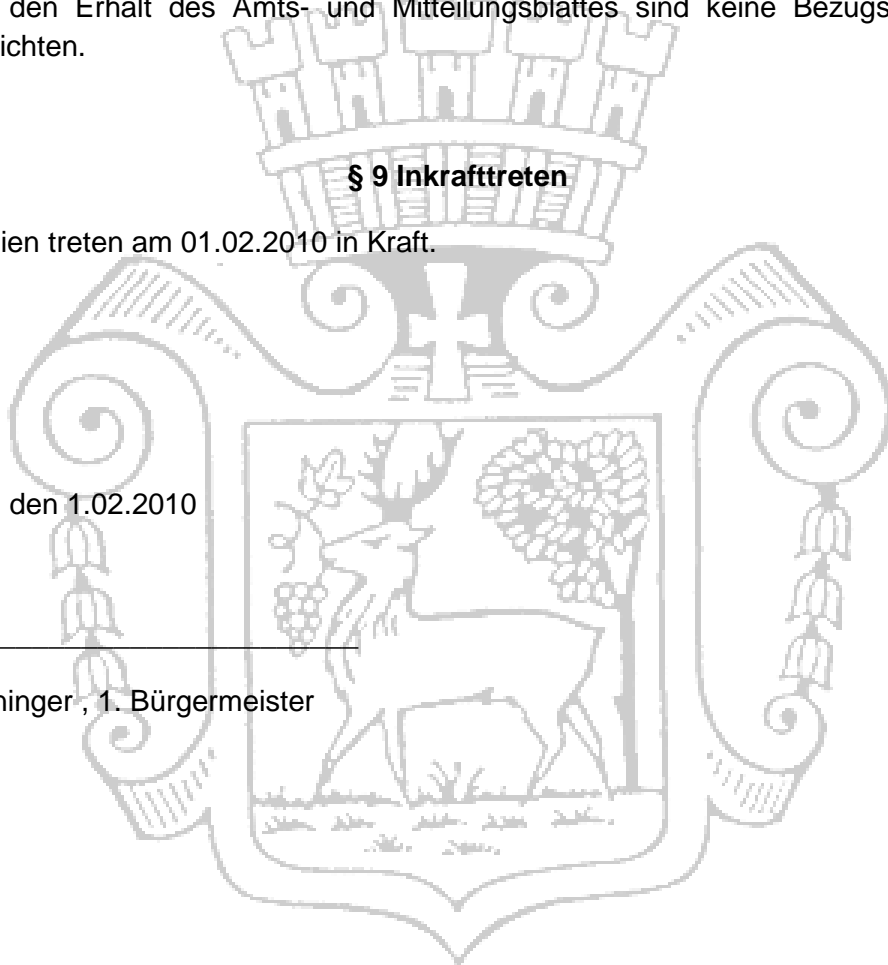 den Erhalt des Amts- und Mitteilungsblattes sind keine Bezugs
ichten.
§ 9 Inkrafttreten
ien treten am 01.02.2010 in Kraft.
den 1.02.2010
ninger , 1. Bürgermeister